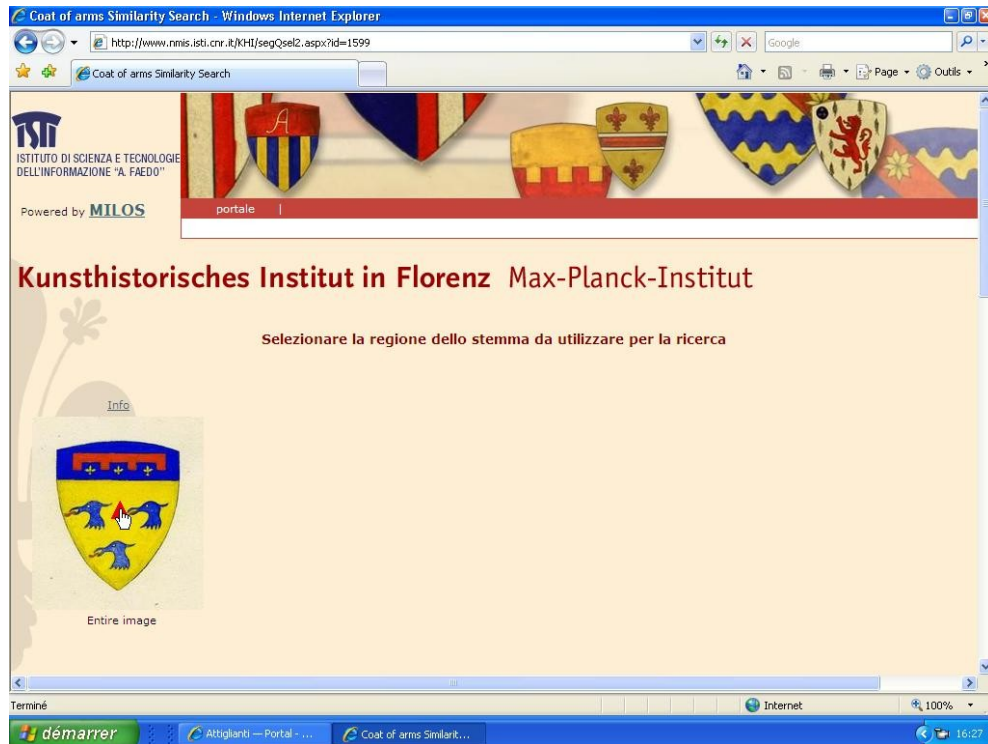 Coat of arms Similarity Search - Windows Internet Explorer
http://www.nmis.isti.cnr.it/KHI/segQsel2.aspx?id=1599
Google
Coat of arms Similarity Search
Page
Outils
ISTI
ISTITUTO DI SCIENZA E TECNOLOGIE
DELL'INFORMAZIONE "A. FAEDO"
A
Powered by MILOS
portale |
Kunsthistorisches Institut in Florenz Max-Planck-Institut
Selezionare la regione dello stemma da utilizzare per la ricerca
Info
Entire image
Terminé
Internet
100%
démarrer
Attiglianti — Portal - ...
Coat of arms Similarit...
16:27